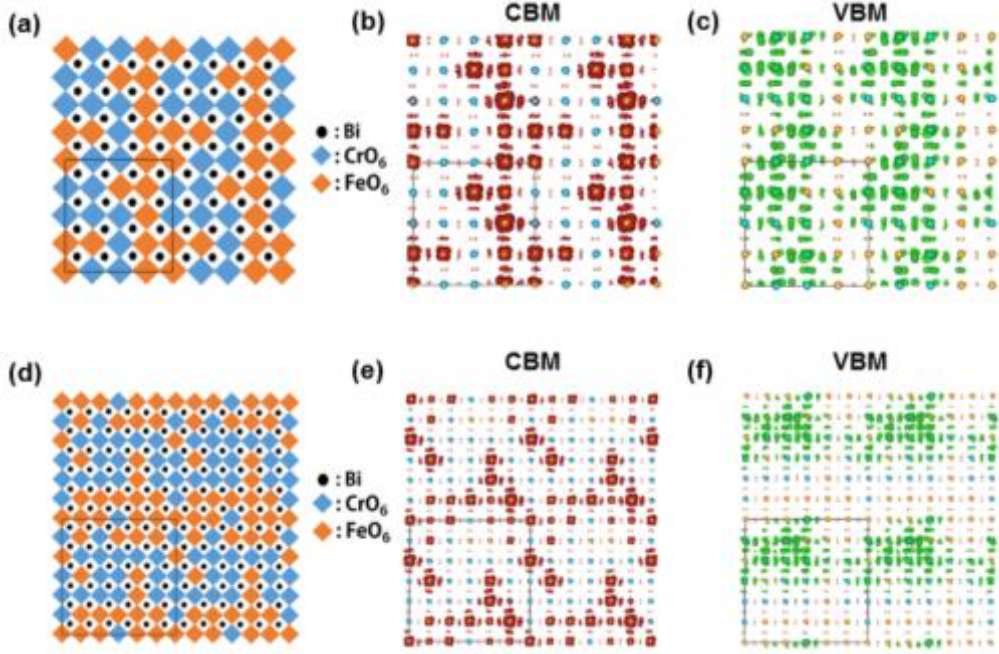 (a)
: Bi
: CrO₆
: FeO₆
(b)
CBM
(c)
VBM
(d)
: Bi
: CrO₆
: FeO₆
(e)
CBM
(f)
VBM